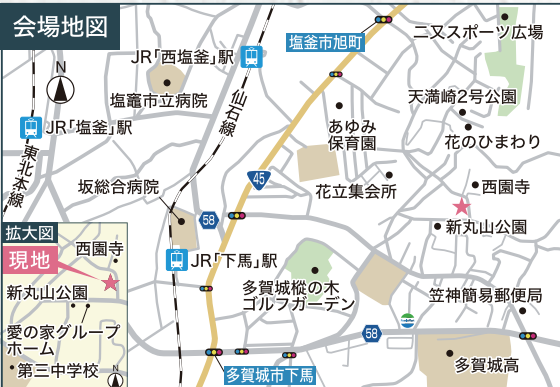 会場地図
N
JR「西塩釜」駅
塩釜市旭町
二又スポーツ広場
塩竈市立病院
仙石線
天満崎2号公園
JR「塩釜」駅
あゆみ
保育園
花のひまわり
東北本線
45
坂総合病院
花立集会所
西園寺
58
新丸山公園
拡大図
西園寺
現地
JR「下馬」駅
新丸山公園
多賀城樅の木
ゴルフガーデン
笠神簡易郵便局
FamilyMart
58
愛の家グループ
ホーム
第三中学校
N
多賀城市下馬
多賀城高